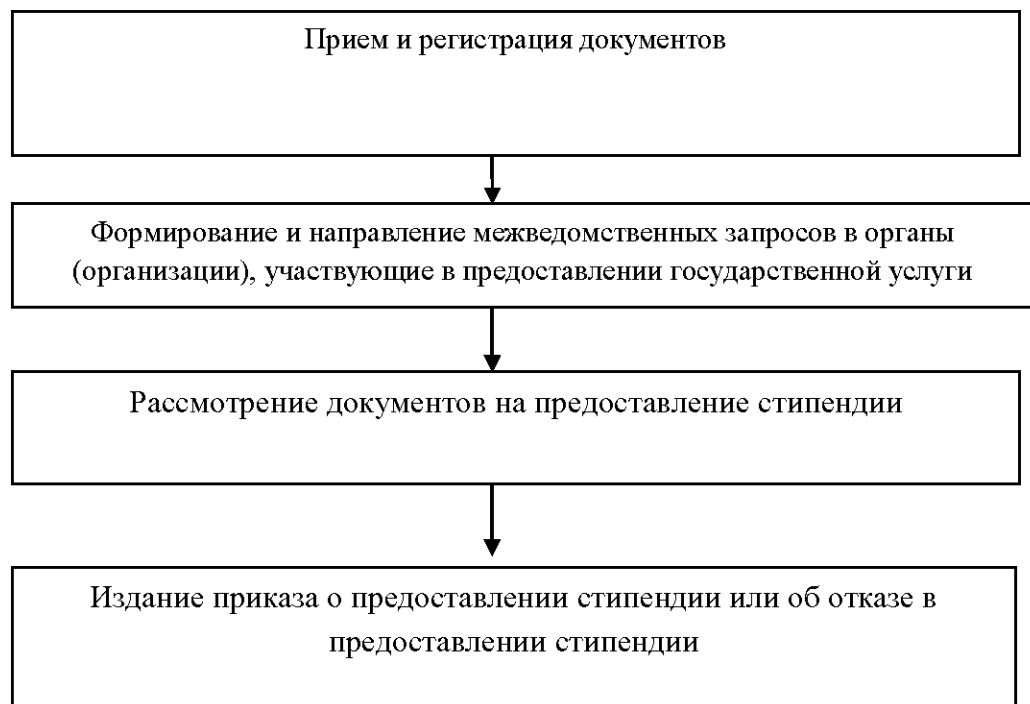 Прием и регистрация документов
Формирование и направление межведомственных запросов в органы
(организации), участвующие в предоставлении государственной услуги
Рассмотрение документов на предоставление стипендии
Издание приказа о предоставлении стипендии или об отказе в
предоставлении стипендии